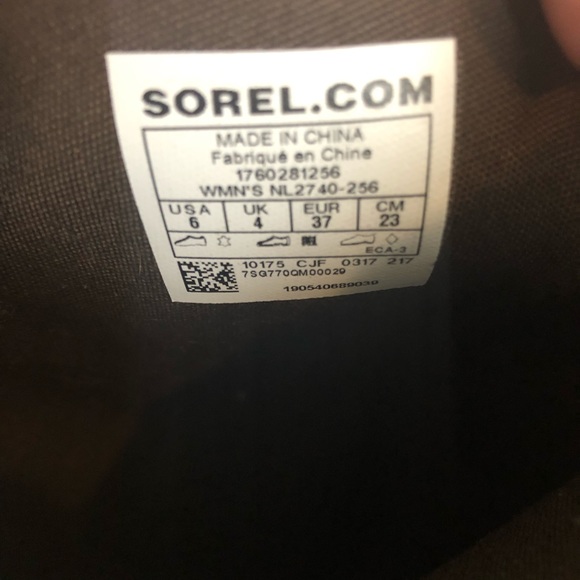 SOREL.COM
MADE IN CHINA
Fabriqué en Chine
1760281256
WMN'S NL2740-256
USA UK EUR CM
6 4 37 23
ECA-3
10175 CJF 0317 217
7SG770QM00029
190540689039